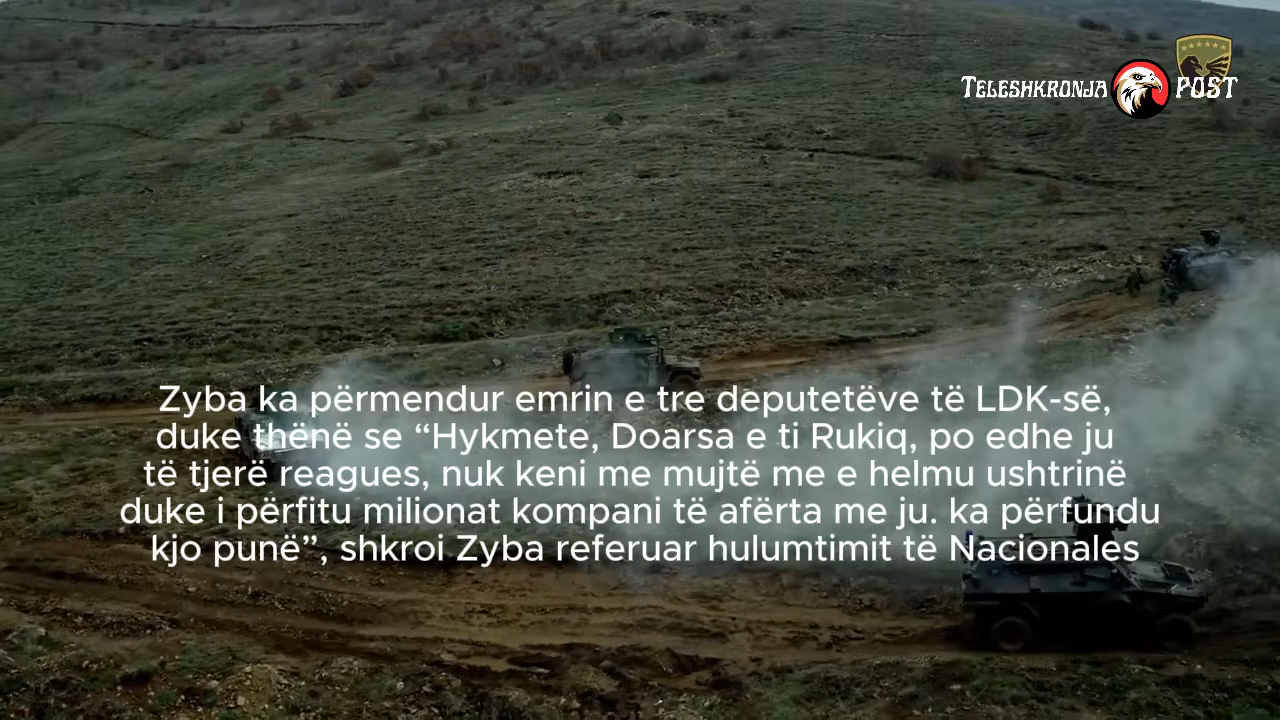 TELESHKRONJA POST
Zyba ka përmendur emrin e tre deputetëve të LDK-së,
duke thënë se “Hykmete, Doarsa e ti Rukiq, po edhe ju
të tjerë reagues, nuk keni me mujtë me e helmu ushtrinë
duke i përfitu milionat kompani të afërta me ju. ka përfundu
kjo punë”, shkroi Zyba referuar hulumtimit të Nacionales